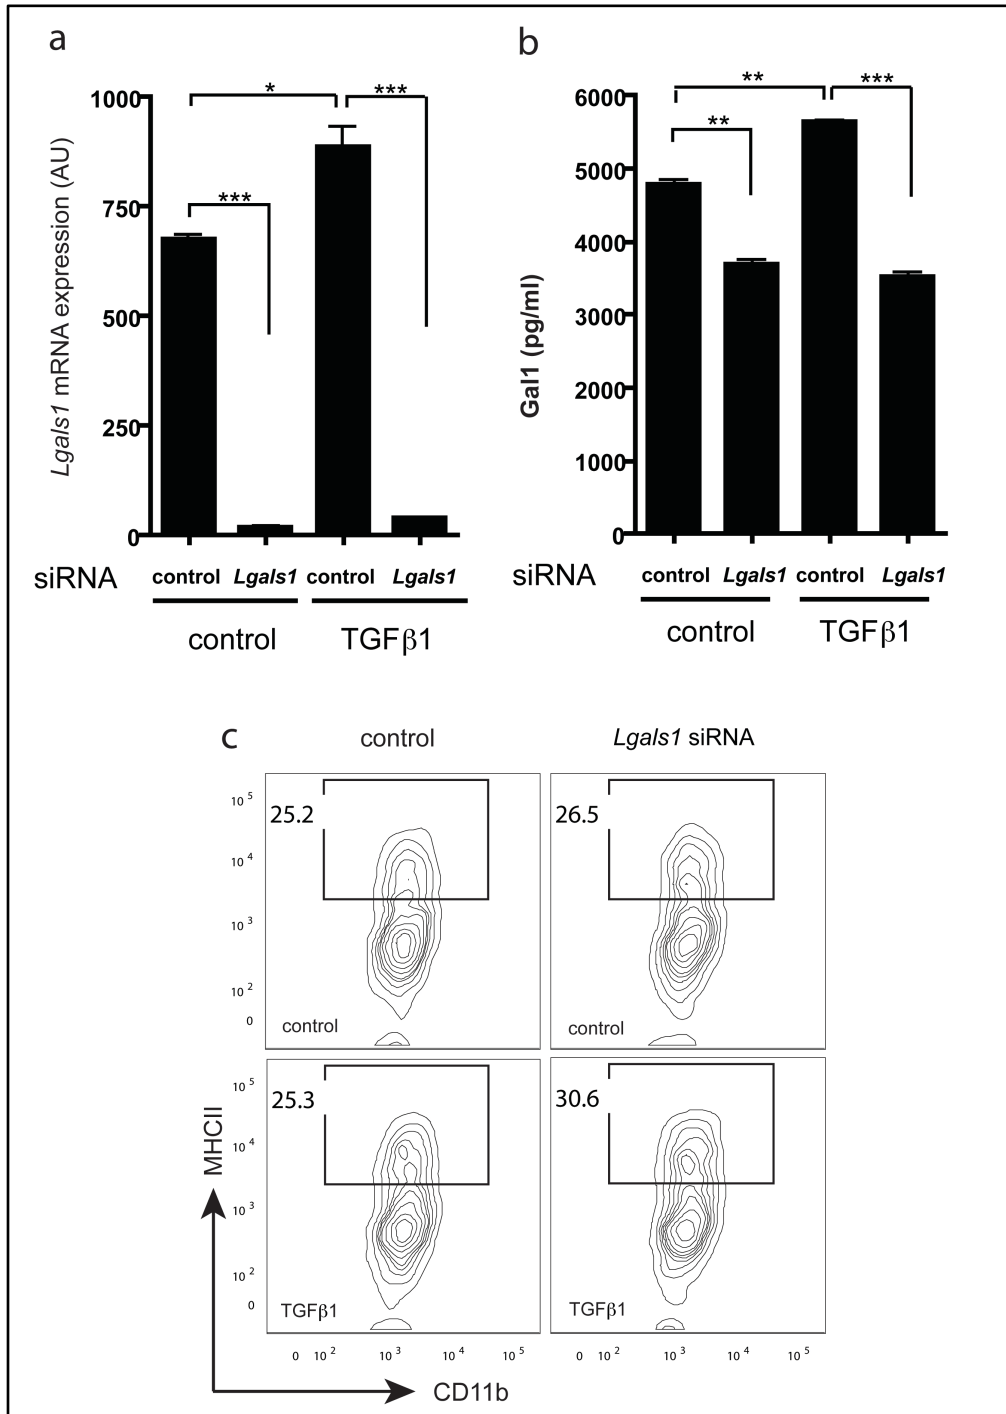 a
Lgals1 mRNA expression (AU)
1000
750
500
250
0
*
***
***
siRNA control Lgals1 control Lgals1
control TGFβ1
b
Gal1 (pg/ml)
6000
5000
4000
3000
2000
1000
0
**
***
**
siRNA control Lgals1 control Lgals1
control TGFβ1
c control Lgals1 siRNA
10 5
10 4
10 3
10 2
0
25.2
control
26.5
control
10 5
10 4
10 3
10 2
0
25.3
TGFβ1
30.6
TGFβ1
MHCII
0 10 2 10 3 10 4 10 5 0 10 2 10 3 10 4 10 5
CD11b